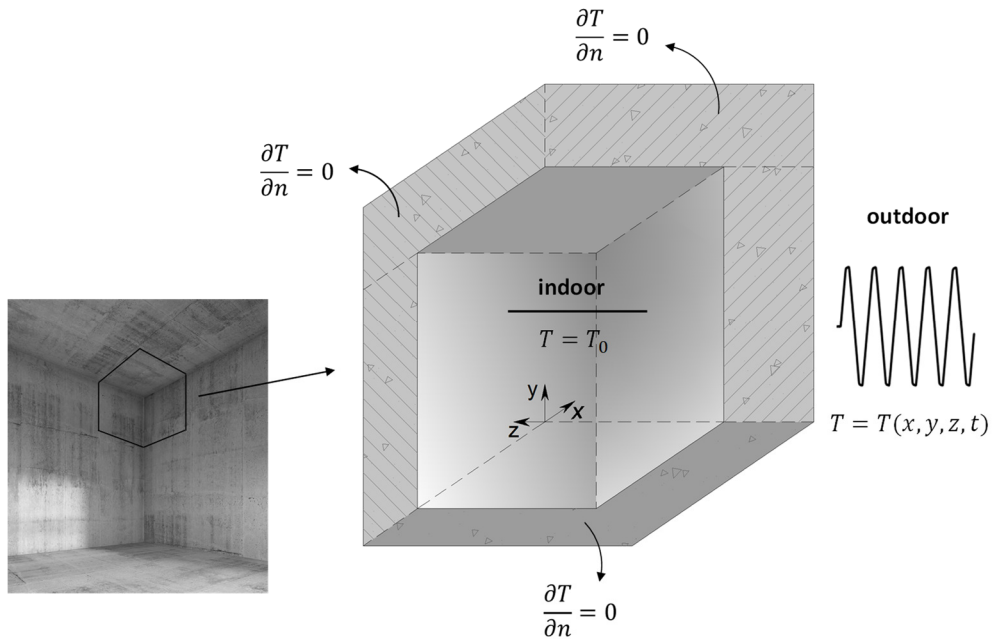 ∂T/∂n = 0
∂T/∂n = 0
outdoor
indoor
T = T₀
y
x
z
T = T(x, y, z, t)
∂T/∂n = 0